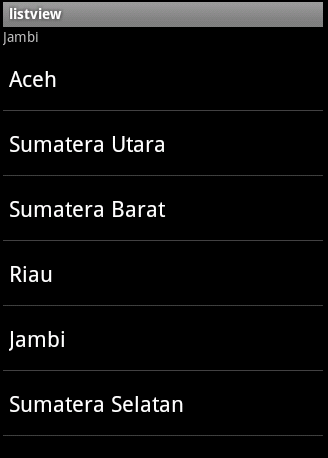 listview
Jambi
Aceh
Sumatera Utara
Sumatera Barat
Riau
Jambi
Sumatera Selatan